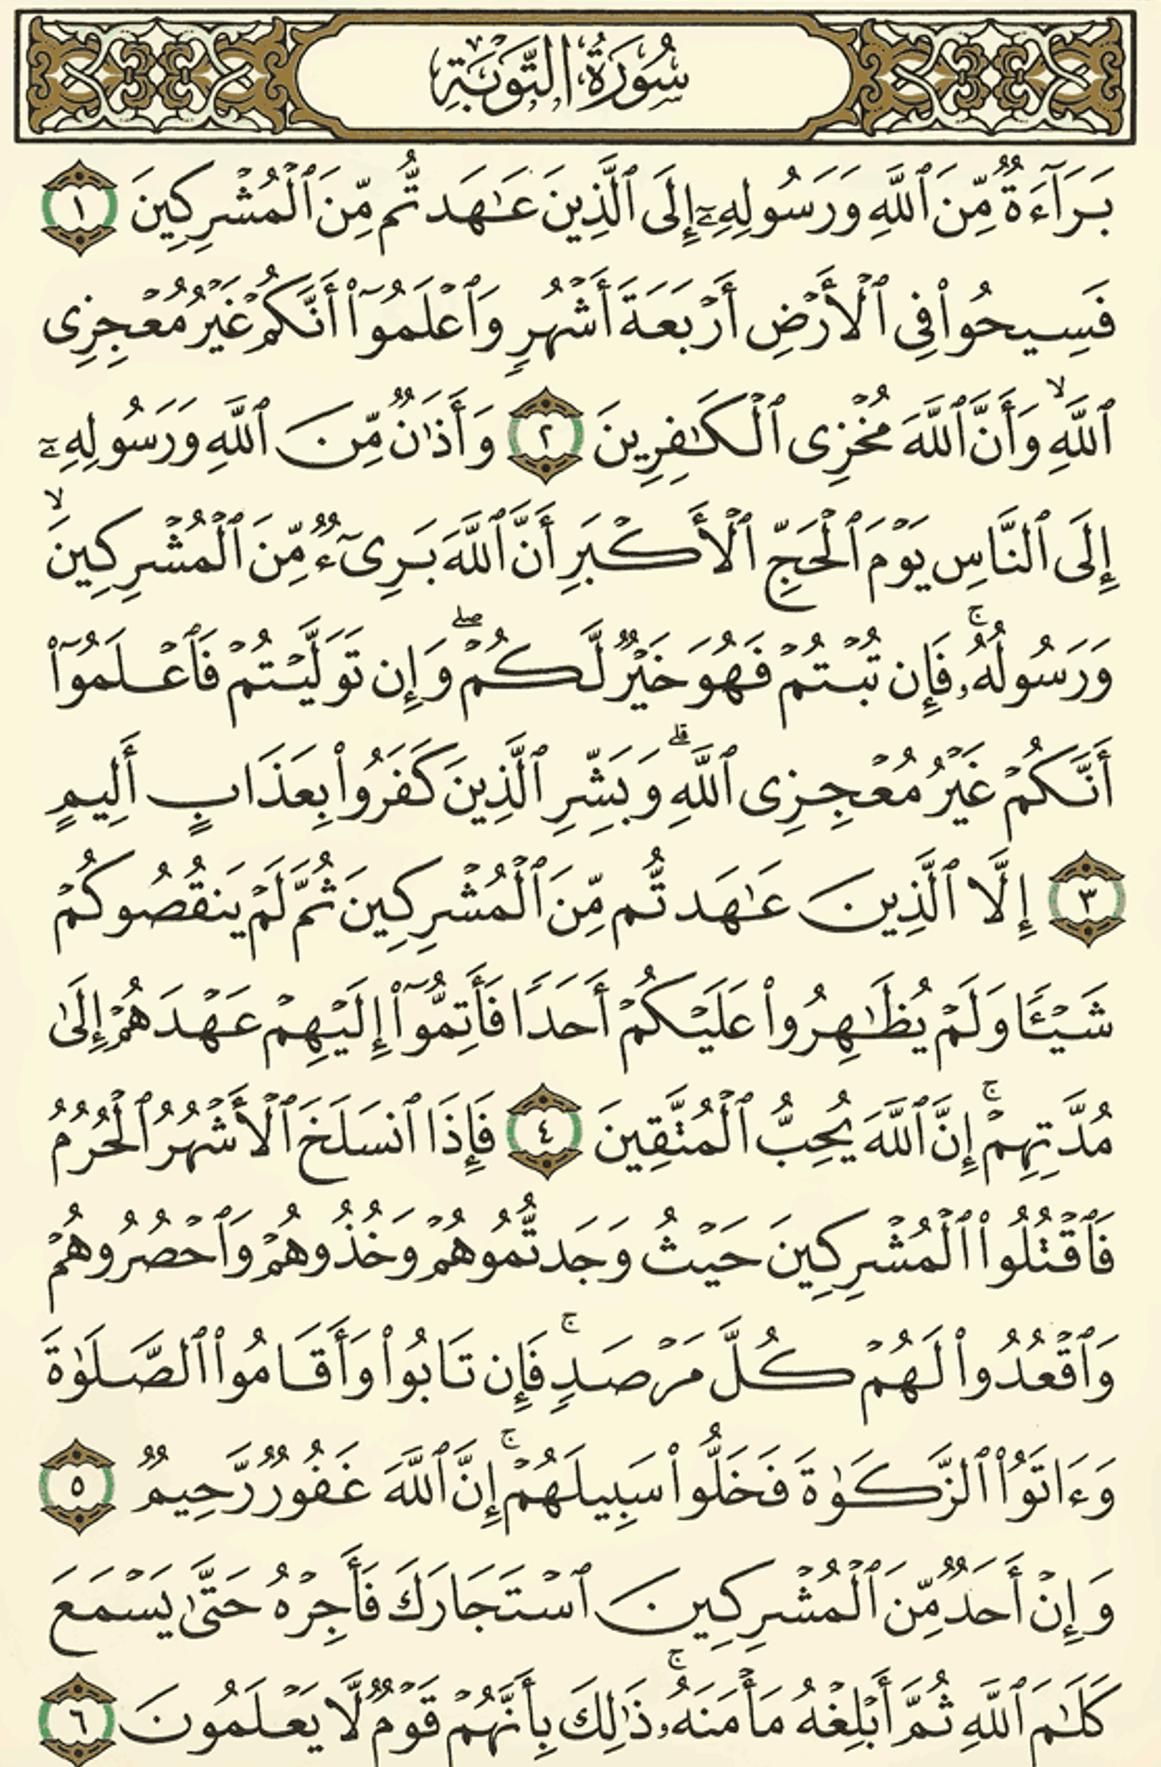 سُورَةُ التَّوْبَةِ
بَرَآءَةٌ مِّنَ ٱللَّهِ وَرَسُولِهِۦٓ إِلَى ٱلَّذِينَ عَـٰهَدتُّم مِّنَ ٱلْمُشْرِكِينَ ١
فَسِيحُوا۟ فِى ٱلْأَرْضِ أَرْبَعَةَ أَشْهُرٍ وَٱعْلَمُوٓا۟ أَنَّكُمْ غَيْرُ مُعْجِزِى
ٱللَّهِ ۙ وَأَنَّ ٱللَّهَ مُخْزِى ٱلْكَـٰفِرِينَ ٢ وَأَذَٰنٌ مِّنَ ٱللَّهِ وَرَسُولِهِۦٓ
إِلَى ٱلنَّاسِ يَوْمَ ٱلْحَجِّ ٱلْأَكْبَرِ أَنَّ ٱللَّهَ بَرِىٓءٌ مِّنَ ٱلْمُشْرِكِينَ ۙ
وَرَسُولُهُۥ ۚ فَإِن تُبْتُمْ فَهُوَ خَيْرٌ لَّكُمْ ۖ وَإِن تَوَلَّيْتُمْ فَٱعْلَمُوٓا۟
أَنَّكُمْ غَيْرُ مُعْجِزِى ٱللَّهِ ۗ وَبَشِّرِ ٱلَّذِينَ كَفَرُوا۟ بِعَذَابٍ أَلِيمٍ
٣ إِلَّا ٱلَّذِينَ عَـٰهَدتُّم مِّنَ ٱلْمُشْرِكِينَ ثُمَّ لَمْ يَنقُصُوكُمْ
شَيْـًٔا وَلَمْ يُظَـٰهِرُوا۟ عَلَيْكُمْ أَحَدًا فَأَتِمُّوٓا۟ إِلَيْهِمْ عَهْدَهُمْ إِلَىٰ
مُدَّتِهِمْ ۚ إِنَّ ٱللَّهَ يُحِبُّ ٱلْمُتَّقِينَ ٤ فَإِذَا ٱنسَلَخَ ٱلْأَشْهُرُ ٱلْحُرُمُ
فَٱقْتُلُوا۟ ٱلْمُشْرِكِينَ حَيْثُ وَجَدتُّمُوهُمْ وَخُذُوهُمْ وَٱحْصُرُوهُمْ
وَٱقْعُدُوا۟ لَهُمْ كُلَّ مَرْصَدٍ ۚ فَإِن تَابُوا۟ وَأَقَامُوا۟ ٱلصَّلَوٰةَ
وَءَاتَوُا۟ ٱلزَّكَوٰةَ فَخَلُّوا۟ سَبِيلَهُمْ ۚ إِنَّ ٱللَّهَ غَفُورٌ رَّحِيمٌ ٥
وَإِنْ أَحَدٌ مِّنَ ٱلْمُشْرِكِينَ ٱسْتَجَارَكَ فَأَجِرْهُ حَتَّىٰ يَسْمَعَ
كَلَـٰمَ ٱللَّهِ ثُمَّ أَبْلِغْهُ مَأْمَنَهُۥ ۚ ذَٰلِكَ بِأَنَّهُمْ قَوْمٌ لَّا يَعْلَمُونَ ٦